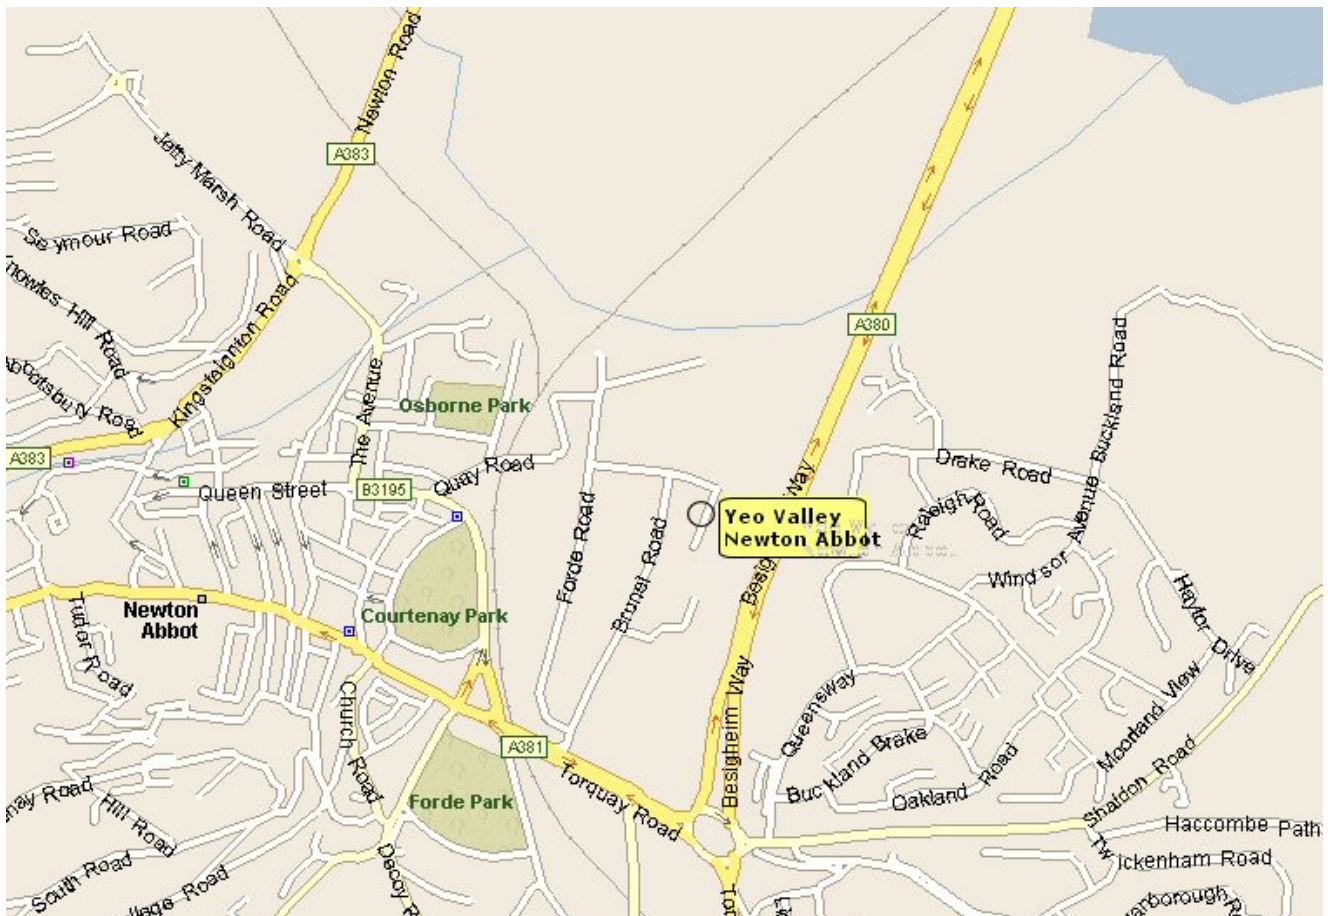 Newton Road
A383
Jetty Marsh Road
Seymour Road
Knowles Hill Road
Kingsteignton Road
A380
Abbotsbury Road
The Avenue
Osborne Park
Buckland Road
A383
Queen Street
B3195
Quay Road
Drake Road
Besigheim Way
Raleigh Road
Yeo Valley
Newton Abbot
Forde Road
Brunel Road
Windsor Avenue
Newton
Abbot
Courtenay Park
Tudor Road
Haytor Drive
Church Road
Besigheim Way
Queensway
Moorland View
A381
Buckland Brake
Oakland Road
Shaldon Road
Forde Park
Torquay Road
Hill Road
Haccombe Path
South Road
Decoy
ickenham Road